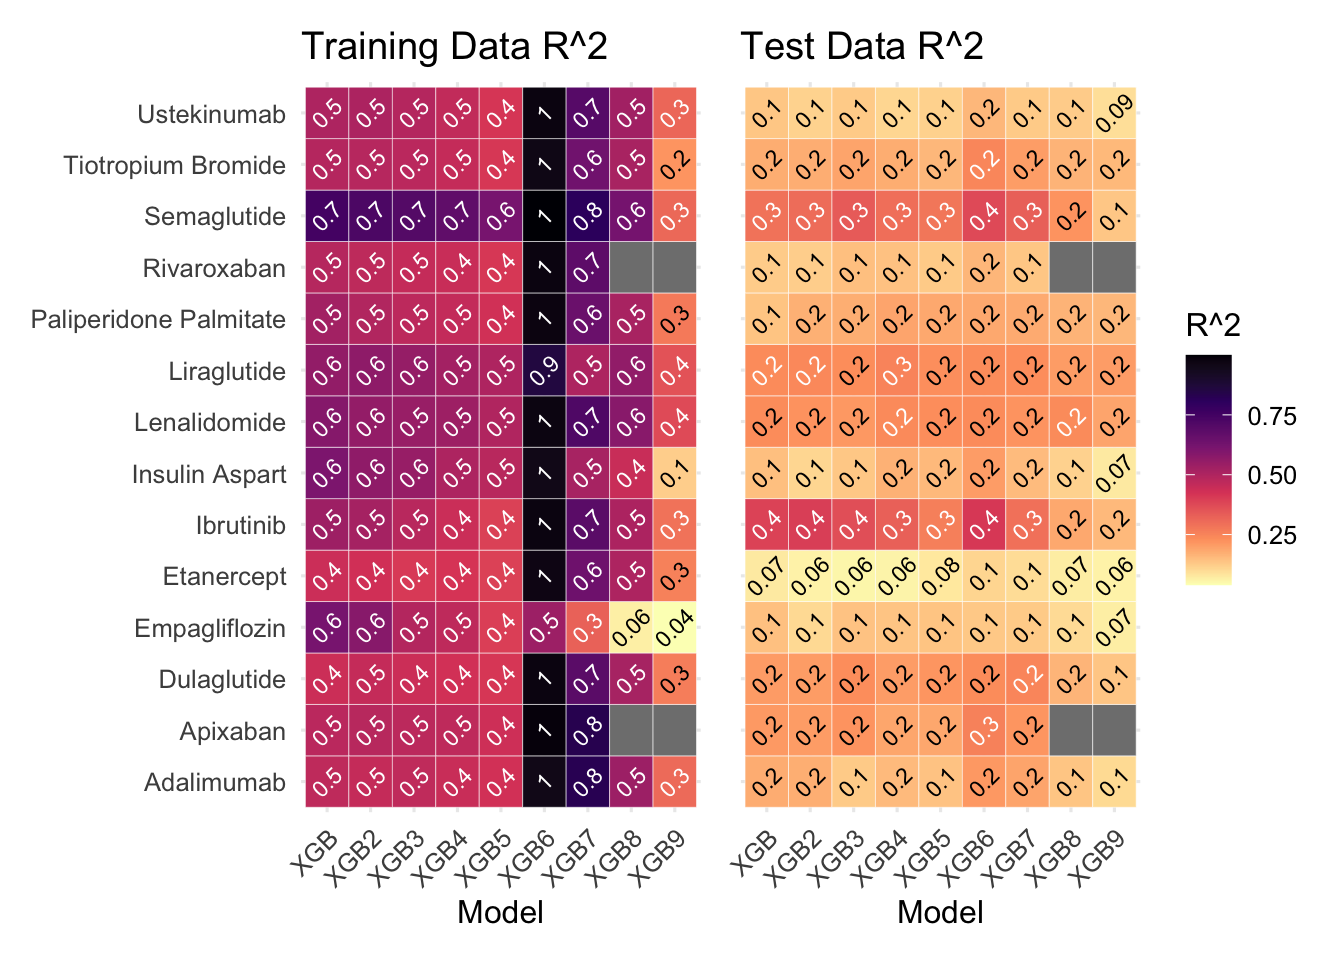 Training Data R^2 Test Data R^2
Ustekinumab 0.5 0.5 0.5 0.5 0.4 1 0.7 0.5 0.3 0.1 0.1 0.1 0.1 0.1 0.2 0.1 0.1 0.09
Tiotropium Bromide 0.5 0.5 0.5 0.5 0.4 1 0.6 0.5 0.2 0.2 0.2 0.2 0.2 0.2 0.2 0.2 0.2 0.2
Semaglutide 0.7 0.7 0.7 0.7 0.6 1 0.8 0.6 0.3 0.3 0.3 0.3 0.3 0.3 0.4 0.3 0.2 0.1
Rivaroxaban 0.5 0.5 0.5 0.4 0.4 1 0.7 0.1 0.1 0.1 0.1 0.1 0.2 0.1
Paliperidone Palmitate 0.5 0.5 0.5 0.5 0.4 1 0.6 0.5 0.3 0.1 0.2 0.2 0.2 0.2 0.2 0.2 0.2 0.2
R^2
Liraglutide 0.6 0.6 0.6 0.5 0.5 0.9 0.5 0.6 0.4 0.2 0.2 0.2 0.3 0.2 0.2 0.2 0.2 0.2
Lenalidomide 0.6 0.6 0.5 0.5 0.5 1 0.7 0.6 0.4 0.2 0.2 0.2 0.2 0.2 0.2 0.2 0.2 0.2
0.75
Insulin Aspart 0.6 0.6 0.6 0.5 0.5 1 0.5 0.4 0.1 0.1 0.1 0.1 0.2 0.2 0.2 0.2 0.1 0.07
0.50
Ibrutinib 0.5 0.5 0.5 0.4 0.4 1 0.7 0.5 0.3 0.4 0.4 0.4 0.3 0.3 0.4 0.3 0.2 0.2
0.25
Etanercept 0.4 0.4 0.4 0.4 0.4 1 0.6 0.5 0.3 0.07 0.06 0.06 0.06 0.08 0.1 0.1 0.07 0.06
Empagliflozin 0.6 0.6 0.5 0.5 0.4 0.5 0.3 0.06 0.04 0.1 0.1 0.1 0.1 0.1 0.1 0.1 0.1 0.07
Dulaglutide 0.4 0.5 0.4 0.4 0.4 1 0.7 0.5 0.3 0.2 0.2 0.2 0.2 0.2 0.2 0.2 0.2 0.1
Apixaban 0.5 0.5 0.5 0.5 0.4 1 0.8 0.2 0.2 0.2 0.2 0.2 0.3 0.2
Adalimumab 0.5 0.5 0.5 0.4 0.4 1 0.8 0.5 0.3 0.2 0.2 0.1 0.2 0.1 0.2 0.2 0.1 0.1
XGB XGB2 XGB3 XGB4 XGB5 XGB6 XGB7 XGB8 XGB9 XGB XGB2 XGB3 XGB4 XGB5 XGB6 XGB7 XGB8 XGB9
Model Model